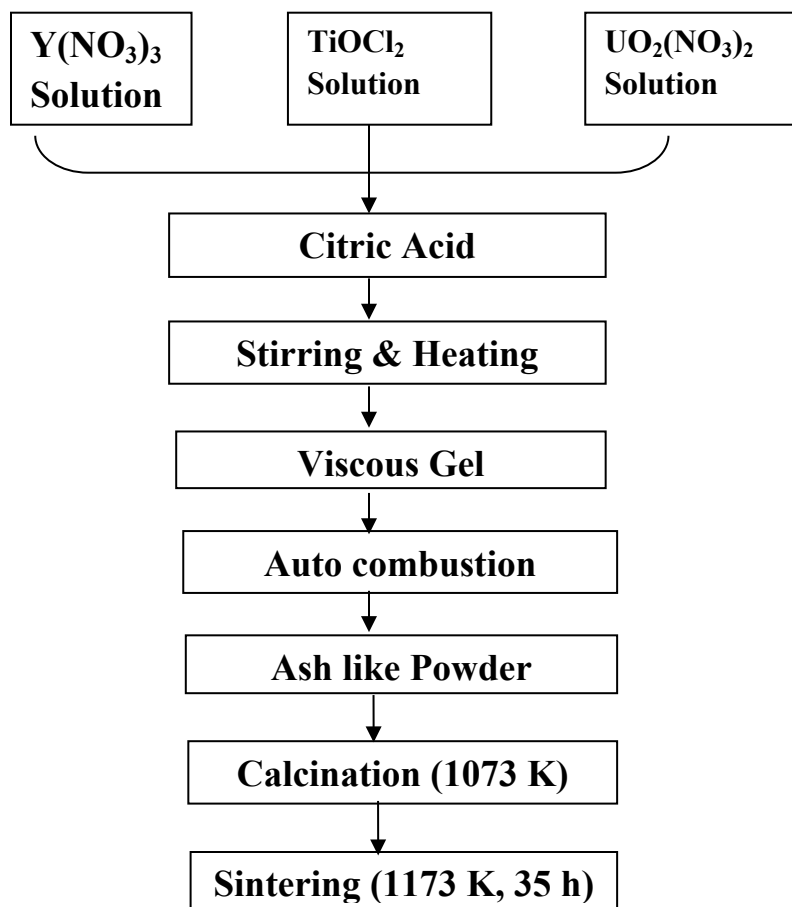 Y(NO₃)₃
Solution
TiOCl₂
Solution
UO₂(NO₃)₂
Solution
Citric Acid
Stirring & Heating
Viscous Gel
Auto combustion
Ash like Powder
Calcination (1073 K)
Sintering (1173 K, 35 h)